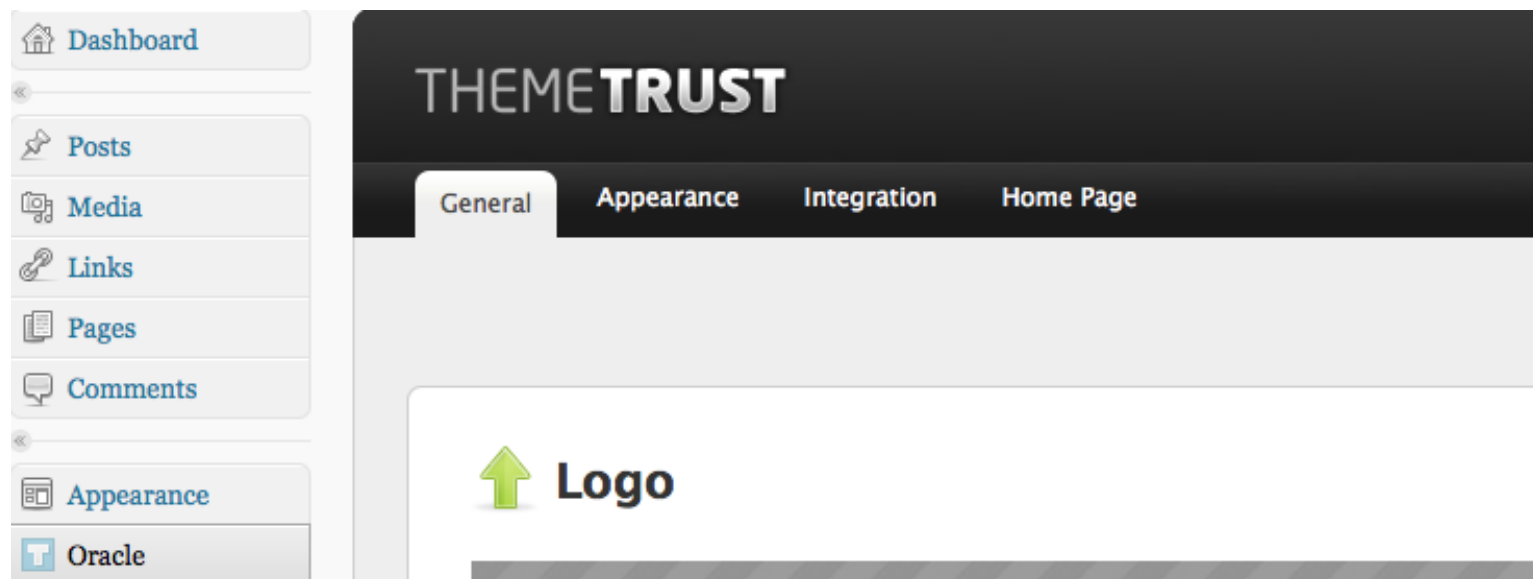 Dashboard
Posts
Media
Links
Pages
Comments
Appearance
Oracle
THEMETRUST
General Appearance Integration Home Page
Logo